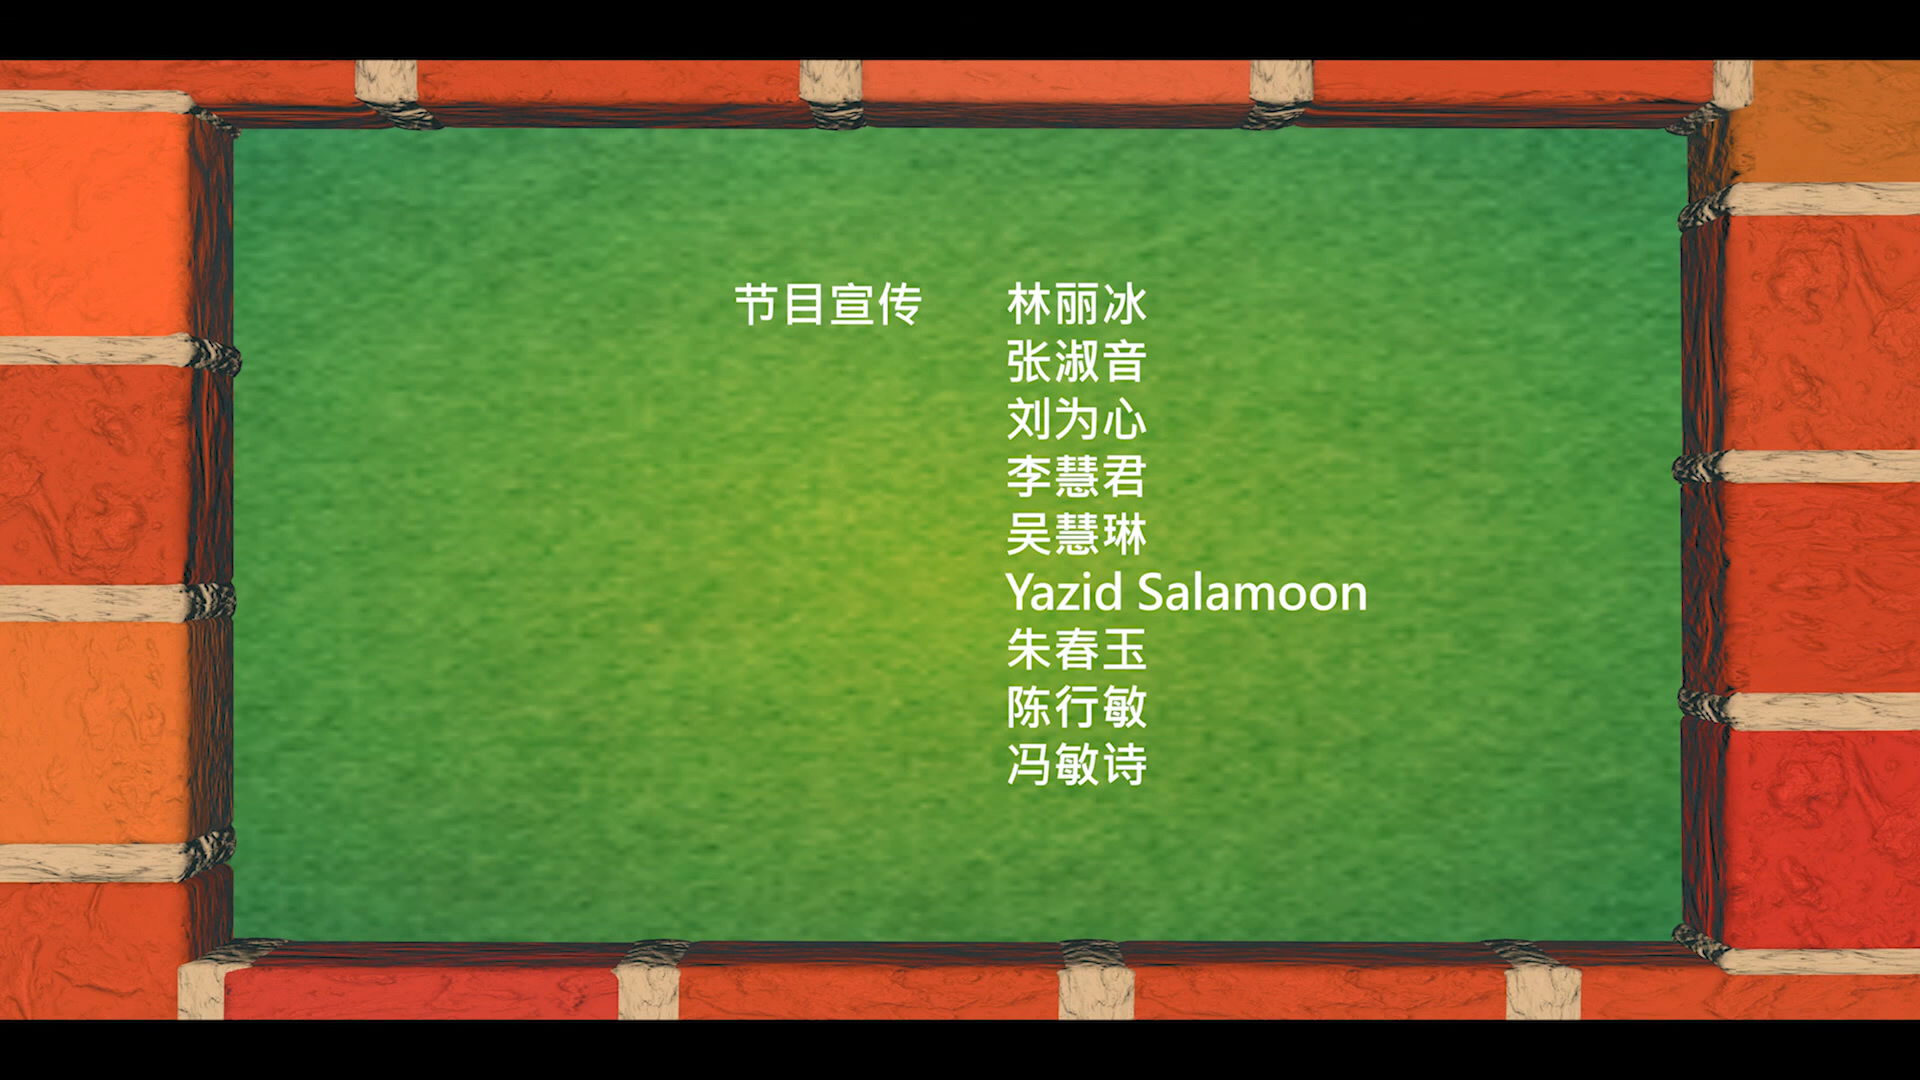 节目宣传 林丽冰
张淑音
刘为心
李慧君
吴慧琳
Yazid Salamoon
朱春玉
陈行敏
冯敏诗